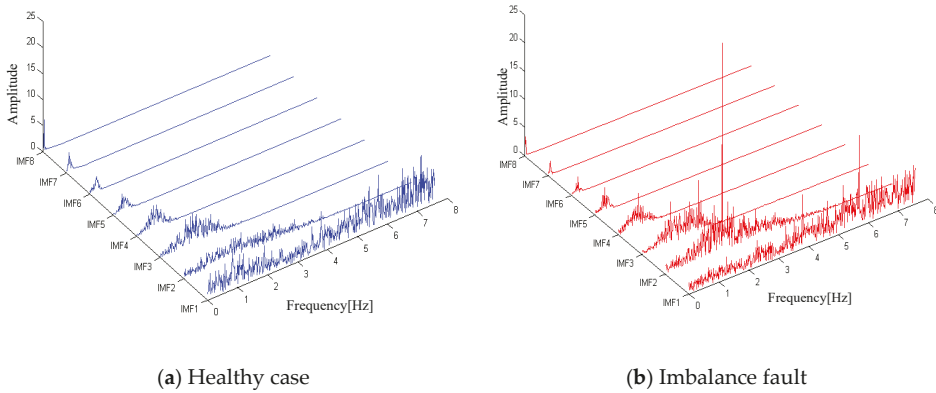 25
20
15
10
5
0
Amplitude
IMF8
IMF7
IMF6
IMF5
IMF4
IMF3
IMF2
IMF1
0
1
2
3
4
5
6
7
8
Frequency[Hz]
(a) Healthy case
25
20
15
10
5
0
Amplitude
IMF8
IMF7
IMF6
IMF5
IMF4
IMF3
IMF2
IMF1
0
1
2
3
4
5
6
7
8
Frequency[Hz]
(b) Imbalance fault